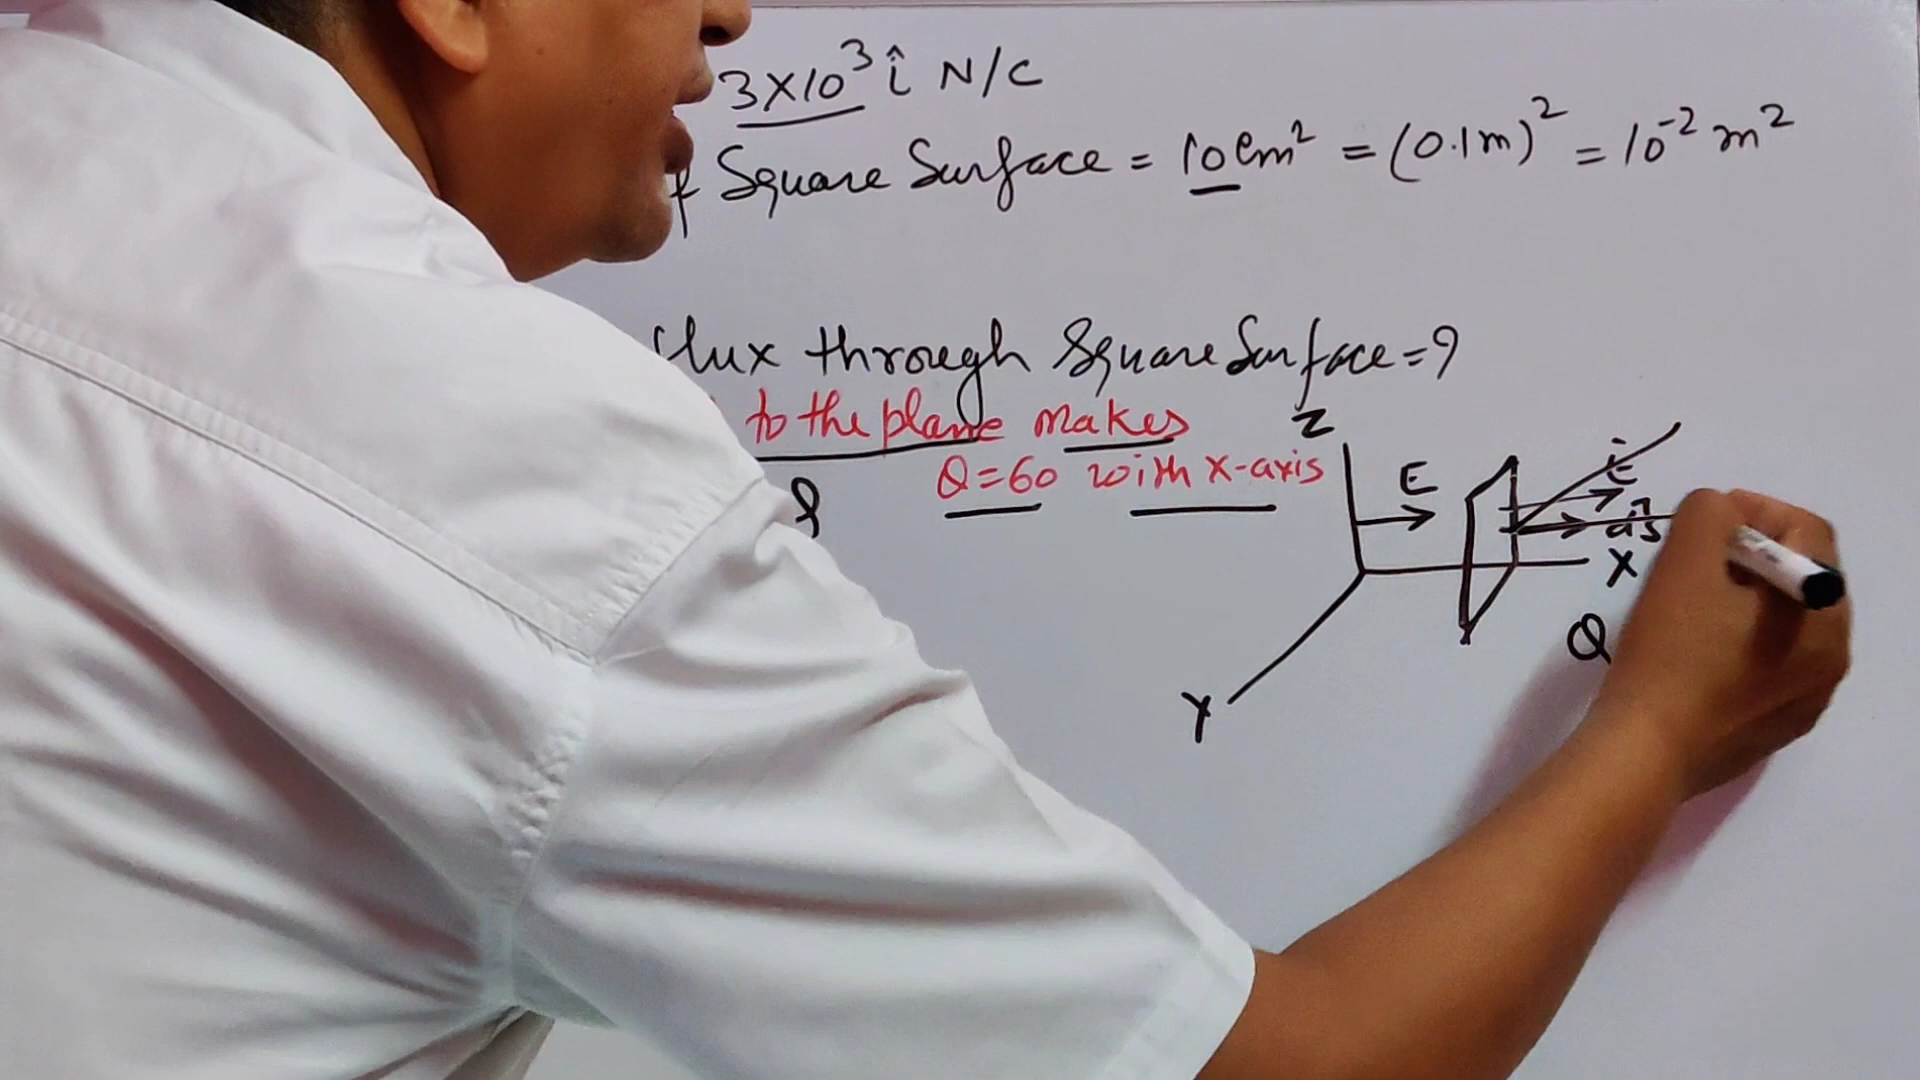 3×10³ î N/C
f Square Surface = 10 cm² = (0.1m)² = 10⁻² m²
flux through Square Surface = ?
to the plane makes
Q=60 with x-axis
Z
E
E
X
Q
Y